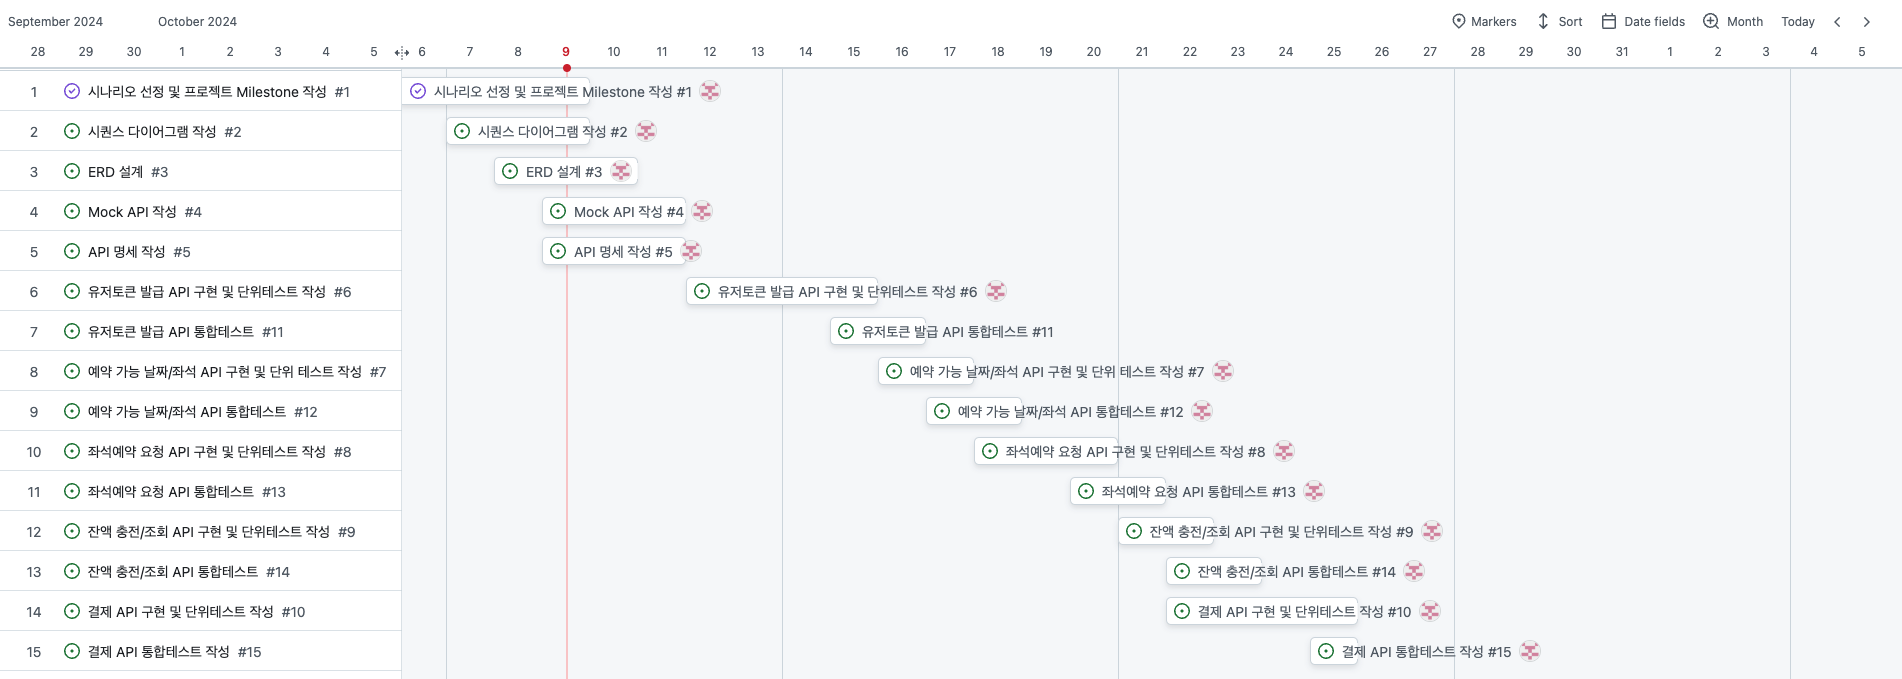 September 2024 October 2024 Markers Sort Date fields Month Today
28 29 30 1 2 3 4 5 6 7 8 9 10 11 12 13 14 15 16 17 18 19 20 21 22 23 24 25 26 27 28 29 30 31 1 2 3 4 5
1 시나리오 선정 및 프로젝트 Milestone 작성 #1 시나리오 선정 및 프로젝트 Milestone 작성 #1
2 시퀀스 다이어그램 작성 #2 시퀀스 다이어그램 작성 #2
3 ERD 설계 #3 ERD 설계 #3
4 Mock API 작성 #4 Mock API 작성 #4
5 API 명세 작성 #5 API 명세 작성 #5
6 유저토큰 발급 API 구현 및 단위테스트 작성 #6 유저토큰 발급 API 구현 및 단위테스트 작성 #6
7 유저토큰 발급 API 통합테스트 #11 유저토큰 발급 API 통합테스트 #11
8 예약 가능 날짜/좌석 API 구현 및 단위 테스트 작성 #7 예약 가능 날짜/좌석 API 구현 및 단위 테스트 작성 #7
9 예약 가능 날짜/좌석 API 통합테스트 #12 예약 가능 날짜/좌석 API 통합테스트 #12
10 좌석예약 요청 API 구현 및 단위테스트 작성 #8 좌석예약 요청 API 구현 및 단위테스트 작성 #8
11 좌석예약 요청 API 통합테스트 #13 좌석예약 요청 API 통합테스트 #13
12 잔액 충전/조회 API 구현 및 단위테스트 작성 #9 잔액 충전/조회 API 구현 및 단위테스트 작성 #9
13 잔액 충전/조회 API 통합테스트 #14 잔액 충전/조회 API 통합테스트 #14
14 결제 API 구현 및 단위테스트 작성 #10 결제 API 구현 및 단위테스트 작성 #10
15 결제 API 통합테스트 작성 #15 결제 API 통합테스트 작성 #15